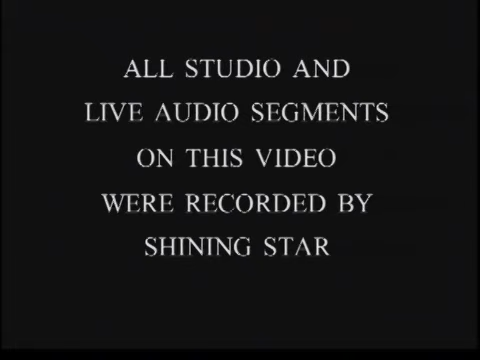 ALL STUDIO AND
LIVE AUDIO SEGMENTS
ON THIS VIDEO
WERE RECORDED BY
SHINING STAR